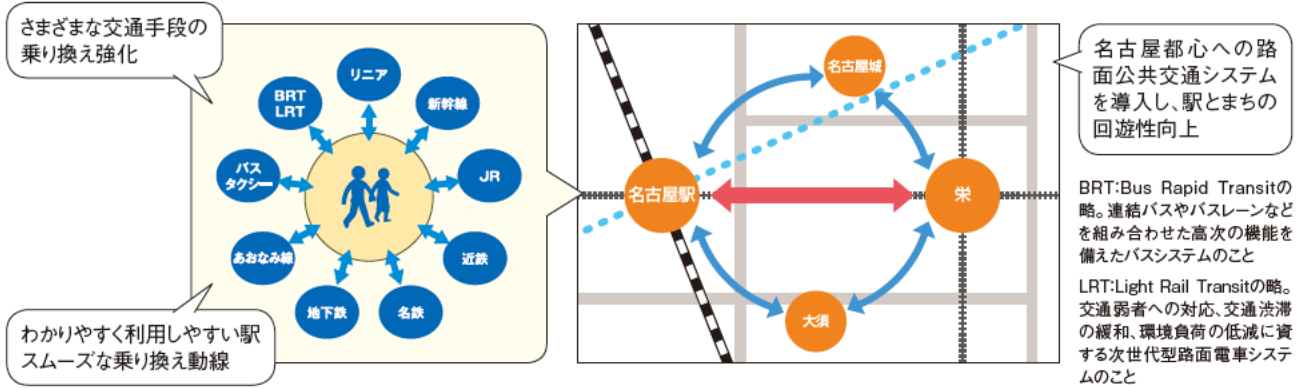 さまざまな交通手段の
乗り換え強化
リニア
新幹線
JR
近鉄
名鉄
地下鉄
あおなみ線
バス
タクシー
BRT
LRT
わかりやすく利用しやすい駅
スムーズな乗り換え動線
名古屋城
名古屋駅
栄
大須
名古屋都心への路
面公共交通システム
を導入し、駅とまちの
回遊性向上
BRT:Bus Rapid Transitの
略。連結バスやバスレーンなど
を組み合わせた高次の機能を
備えたバスシステムのこと
LRT:Light Rail Transitの略。
交通弱者への対応、交通渋滞
の緩和、環境負荷の低減に資
する次世代型路面電車システ
ムのこと